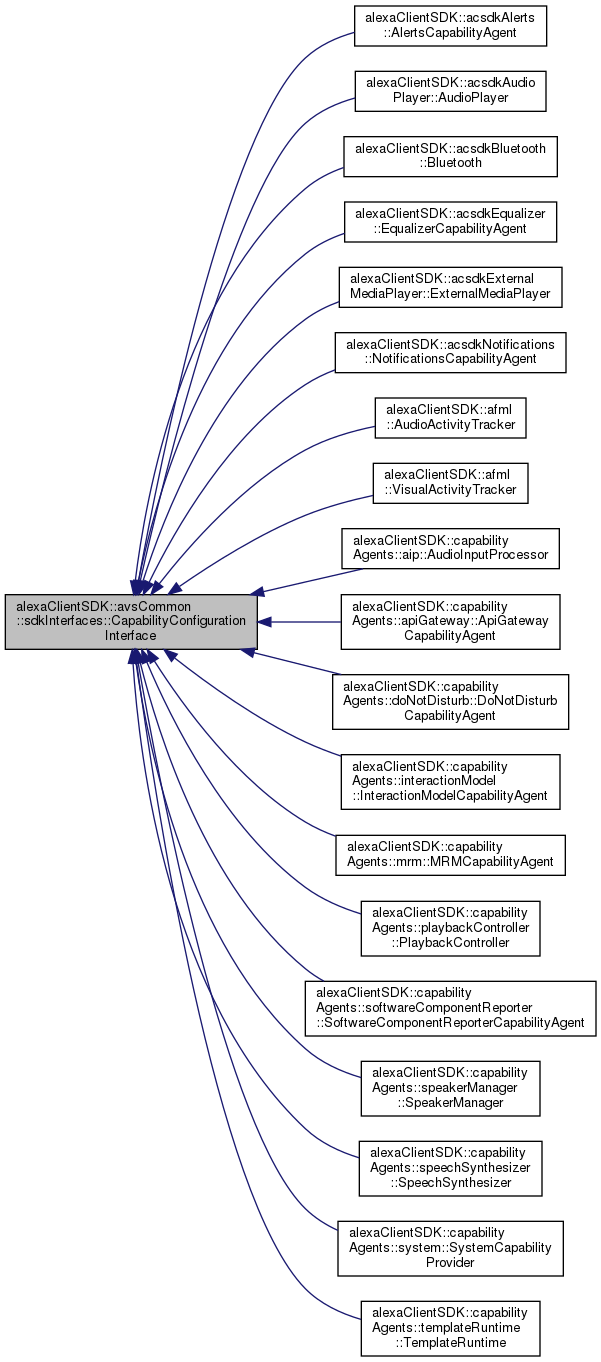 alexaClientSDK::acsdkAlerts
::AlertsCapabilityAgent
alexaClientSDK::acsdkAudio
Player::AudioPlayer
alexaClientSDK::acsdkBluetooth
::Bluetooth
alexaClientSDK::acsdkEqualizer
::EqualizerCapabilityAgent
alexaClientSDK::acsdkExternal
MediaPlayer::ExternalMediaPlayer
alexaClientSDK::acsdkNotifications
::NotificationsCapabilityAgent
alexaClientSDK::afml
::AudioActivityTracker
alexaClientSDK::afml
::VisualActivityTracker
alexaClientSDK::capability
Agents::aip::AudioInputProcessor
alexaClientSDK::avsCommon
::sdkInterfaces::CapabilityConfiguration
Interface
alexaClientSDK::capability
Agents::apiGateway::ApiGateway
CapabilityAgent
alexaClientSDK::capability
Agents::doNotDisturb::DoNotDisturb
CapabilityAgent
alexaClientSDK::capability
Agents::interactionModel
::InteractionModelCapabilityAgent
alexaClientSDK::capability
Agents::mrm::MRMCapabilityAgent
alexaClientSDK::capability
Agents::playbackController
::PlaybackController
alexaClientSDK::capability
Agents::softwareComponentReporter
::SoftwareComponentReporterCapabilityAgent
alexaClientSDK::capability
Agents::speakerManager
::SpeakerManager
alexaClientSDK::capability
Agents::speechSynthesizer
::SpeechSynthesizer
alexaClientSDK::capability
Agents::system::SystemCapability
Provider
alexaClientSDK::capability
Agents::templateRuntime
::TemplateRuntime